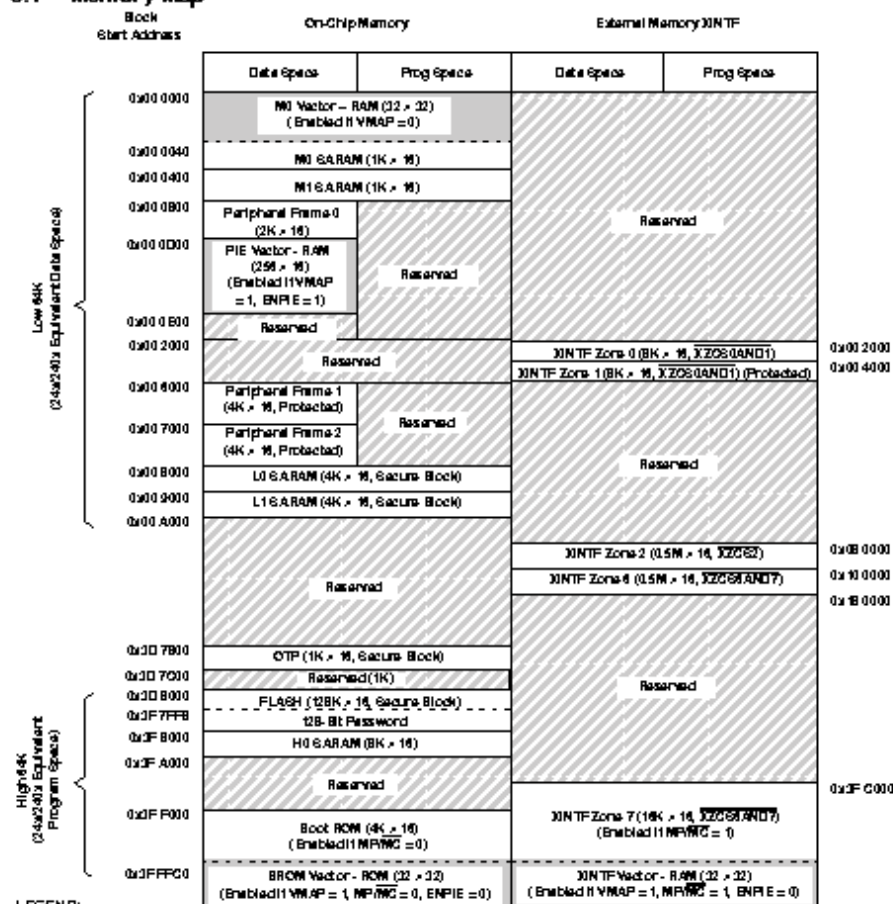 Memory Map
Block
Start Address
On-Chip Memory
External Memory XINTF
Data Space
Prog Space
Data Space
Prog Space
0x00 0000
M0 Vector – RAM (32 × 32)
(Enabled if VMAP = 0)
0x00 0040
M0 SARAM (1K × 16)
0x00 0400
M1 SARAM (1K × 16)
0x00 0800
Peripheral Frame 0
(2K × 16)
Reserved
0x00 0D00
PIE Vector - RAM
(256 × 16)
(Enabled if VMAP
= 1, ENPIE = 1)
Reserved
Low 64K
(24x/240x Equivalent Data Space)
0x00 0E00
Reserved
0x00 2000
Reserved
XINTF Zone 0 (8K × 16, XZCS0AND1)
0x00 2000
XINTF Zone 1 (8K × 16, XZCS0AND1) (Protected)
0x00 4000
0x00 6000
Peripheral Frame 1
(4K × 16, Protected)
Reserved
0x00 7000
Peripheral Frame 2
(4K × 16, Protected)
Reserved
0x00 8000
L0 SARAM (4K × 16, Secure Block)
0x00 9000
L1 SARAM (4K × 16, Secure Block)
0x00 A000
Reserved
XINTF Zone 2 (0.5M × 16, XZCS2)
0x08 0000
XINTF Zone 6 (0.5M × 16, XZCS6AND7)
0x10 0000
0x18 0000
0x3D 7800
OTP (1K × 16, Secure Block)
0x3D 7C00
Reserved (1K)
Reserved
0x3D 8000
FLASH (128K × 16, Secure Block)
0x3F 7FF8
128-Bit Password
0x3F 8000
H0 SARAM (8K × 16)
0x3F A000
Reserved
0x3F C000
High 64K
(24x/240x Equivalent
Program Space)
0x3F F000
Boot ROM (4K × 16)
(Enabled if MP/MC = 0)
XINTF Zone 7 (16K × 16, XZCS6AND7)
(Enabled if MP/MC = 1)
0x3F FFC0
BROM Vector - ROM (32 × 32)
(Enabled if VMAP = 1, MP/MC = 0, ENPIE = 0)
XINTF Vector - RAM (32 × 32)
(Enabled if VMAP = 1, MP/MC = 1, ENPIE = 0)
LEGEND: